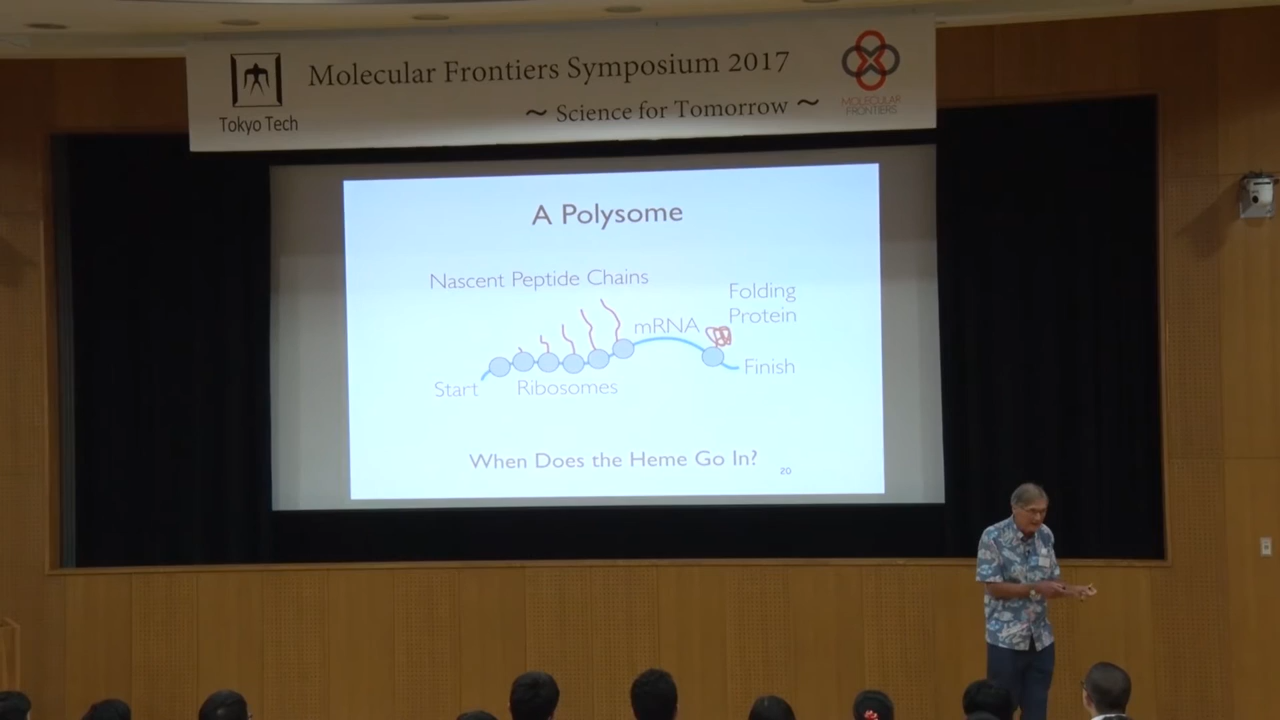 Molecular Frontiers Symposium 2017
~ Science for Tomorrow ~
Tokyo Tech
MOLECULAR
FRONTIERS
A Polysome
Nascent Peptide Chains
Folding
Protein
mRNA
Start
Ribosomes
Finish
When Does the Heme Go In?
20